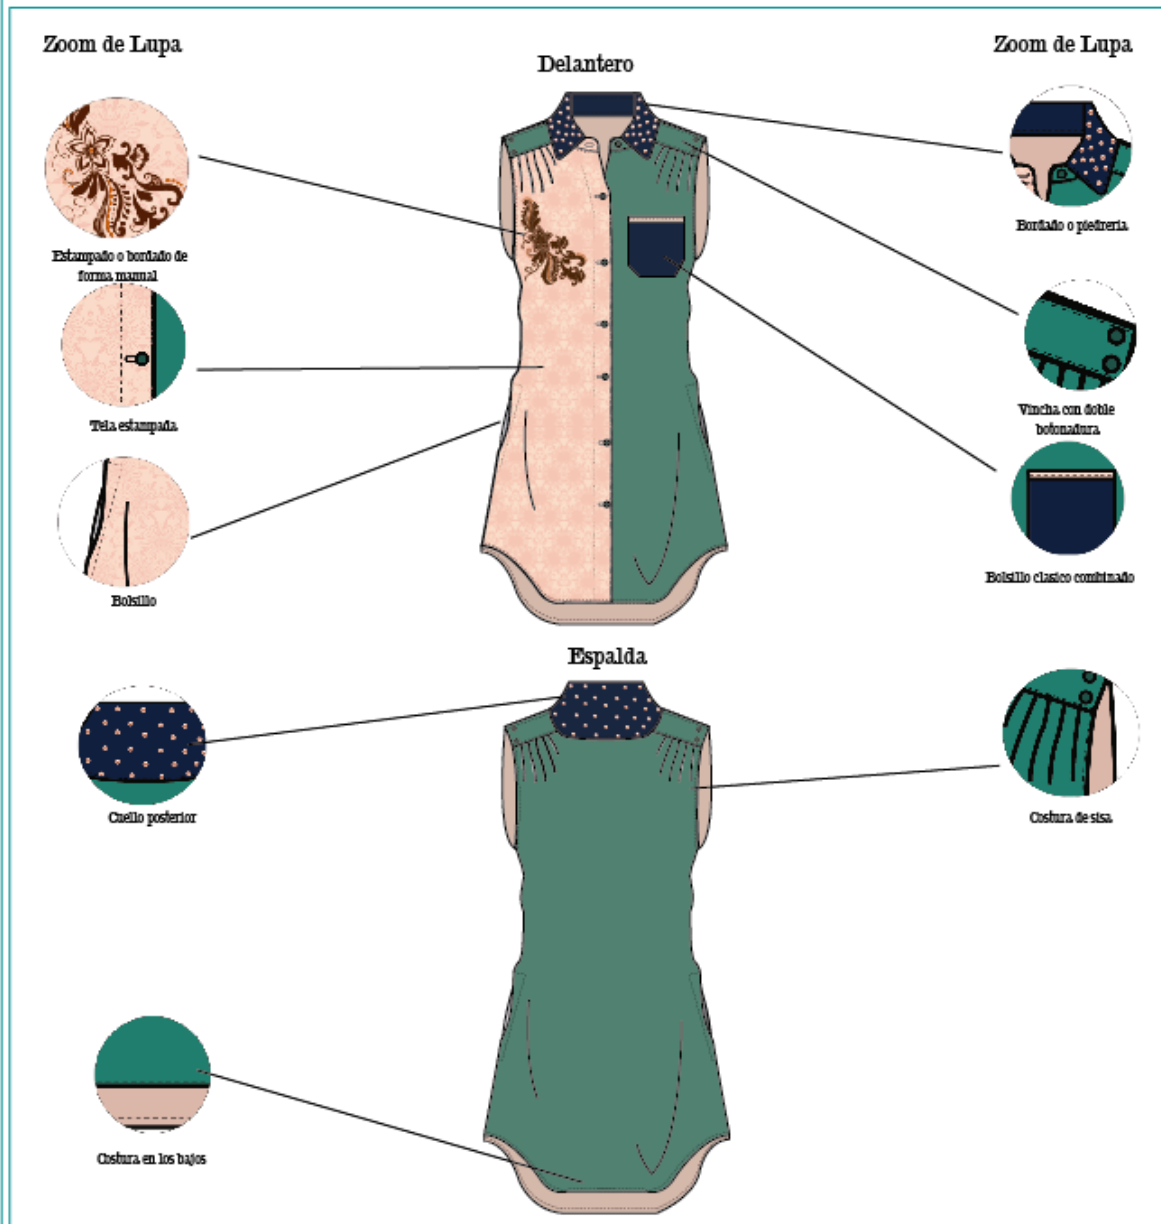 Zoom de Lupa
Delantero
Zoom de Lupa
Estampado o bordado de
forma manual
Tela estampada
Bolsillo
Bordado o piedreria
Vincha con doble
botonadura
Bolsillo clasico combinado
Espalda
Cuello posterior
Costura de sisa
Costura en los bajos